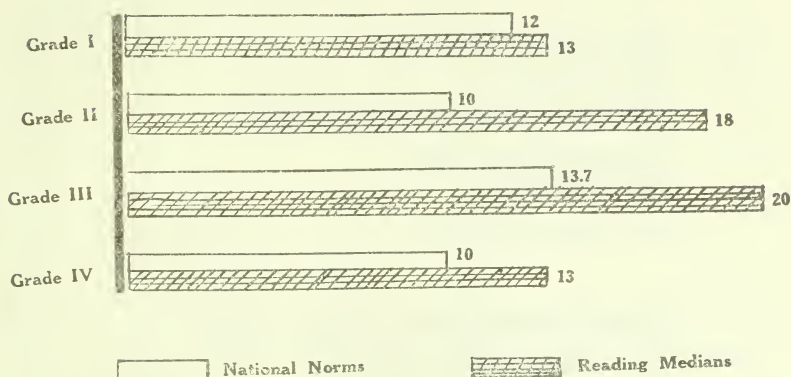 12
Grade I
13
10
Grade II
18
13.7
Grade III
20
10
Grade IV
13
National Norms Reading Medians